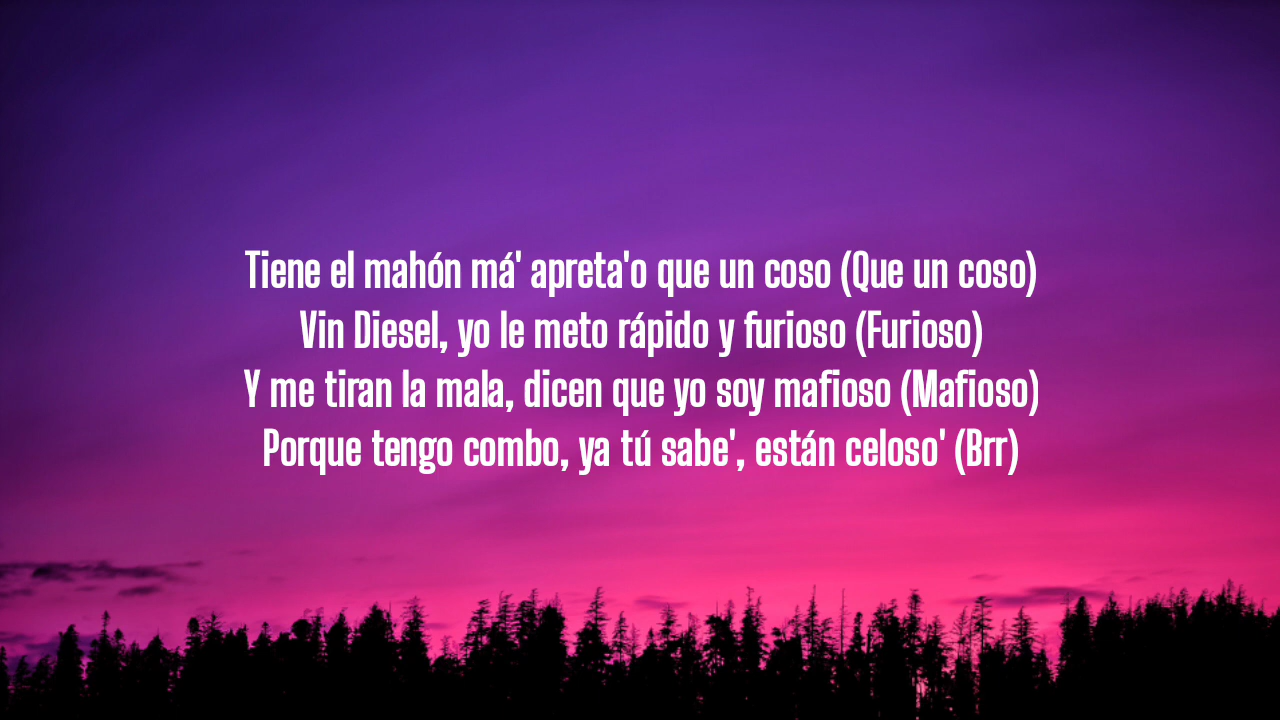 Tiene el mahón má' apreta'o que un coso (Que un coso)
Vin Diesel, yo le meto rápido y furioso (Furioso)
Y me tiran la mala, dicen que yo soy mafioso (Mafioso)
Porque tengo combo, ya tú sabe', están celoso' (Brr)